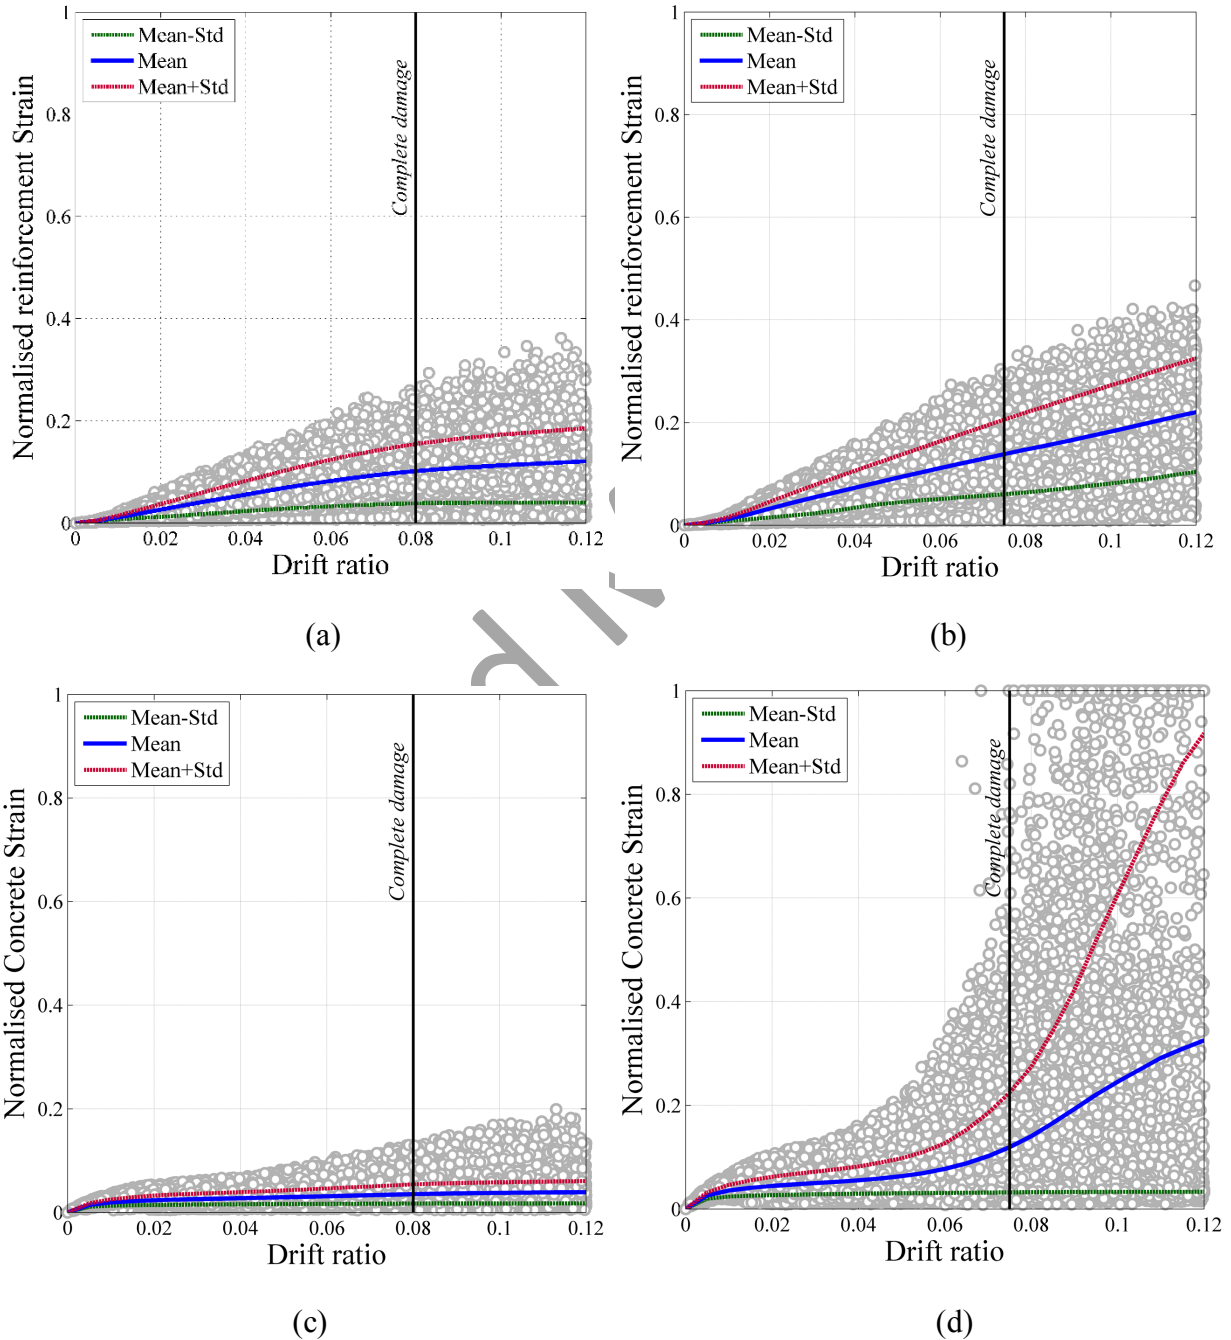 1
0.8
0.6
0.4
0.2
0
Normalised reinforcement Strain
Mean-Std
Mean
Mean+Std
Complete damage
0 0.02 0.04 0.06 0.08 0.1 0.12
Drift ratio
(a)
1
0.8
0.6
0.4
0.2
0
Normalised reinforcement Strain
Mean-Std
Mean
Mean+Std
Complete damage
0 0.02 0.04 0.06 0.08 0.1 0.12
Drift ratio
(b)
1
0.8
0.6
0.4
0.2
0
Normalised Concrete Strain
Mean-Std
Mean
Mean+Std
Complete damage
0 0.02 0.04 0.06 0.08 0.1 0.12
Drift ratio
(c)
1
0.8
0.6
0.4
0.2
0
Normalised Concrete Strain
Mean-Std
Mean
Mean+Std
Complete damage
0.02 0.04 0.06 0.08 0.1 0.12
Drift ratio
(d)